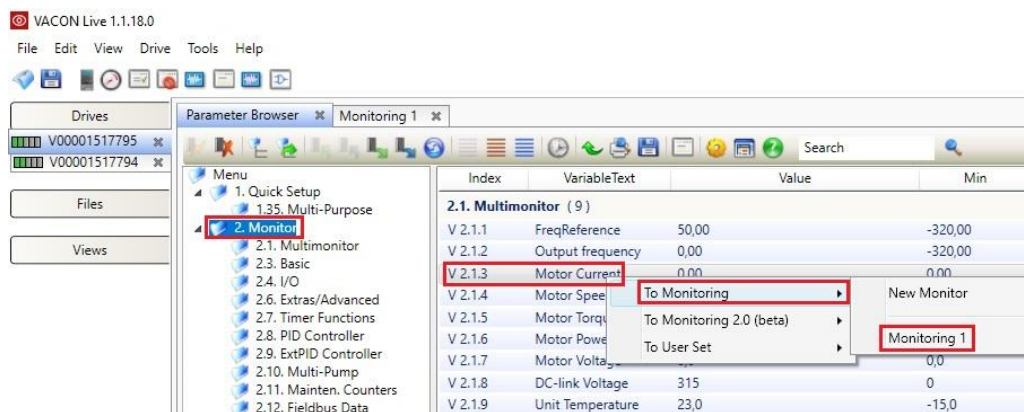 VACON Live 1.1.18.0
File Edit View Drive Tools Help
Drives
V00001517795
V00001517794
Files
Views
Parameter Browser Monitoring 1
Search
Menu
1. Quick Setup
1.35. Multi-Purpose
2. Monitor
2.1. Multimonitor
2.3. Basic
2.4. I/O
2.6. Extras/Advanced
2.7. Timer Functions
2.8. PID Controller
2.9. ExtPID Controller
2.10. Multi-Pump
2.11. Mainten. Counters
2.12. Fieldbus Data
Index VariableText Value Min
2.1. Multimonitor (9)
V 2.1.1 FreqReference 50,00 -320,00
V 2.1.2 Output frequency 0,00 -320,00
V 2.1.3 Motor Current 0,00 0,00
V 2.1.4 Motor Spee
V 2.1.5 Motor Torqu
V 2.1.6 Motor Powe
V 2.1.7 Motor Voltage 0,0
V 2.1.8 DC-link Voltage 315 0
V 2.1.9 Unit Temperature 23,0 -15,0
To Monitoring
To Monitoring 2.0 (beta)
To User Set
New Monitor
Monitoring 1